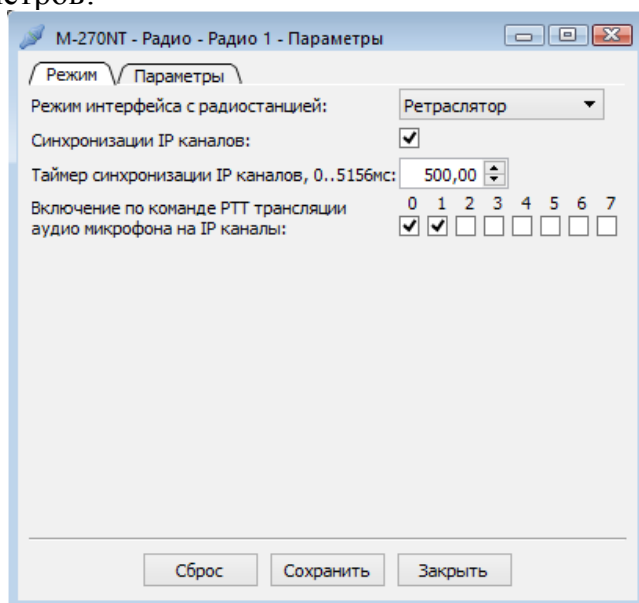 етров:
M-270NT - Радио - Радио 1 - Параметры
Режим Параметры
Режим интерфейса с радиостанцией: Ретраслятор
Синхронизации IP каналов:
Таймер синхронизации IP каналов, 0..5156мс: 500,00
0 1 2 3 4 5 6 7
Включение по команде PTT трансляции
аудио микрофона на IP каналы:
Сброс Сохранить Закрыть